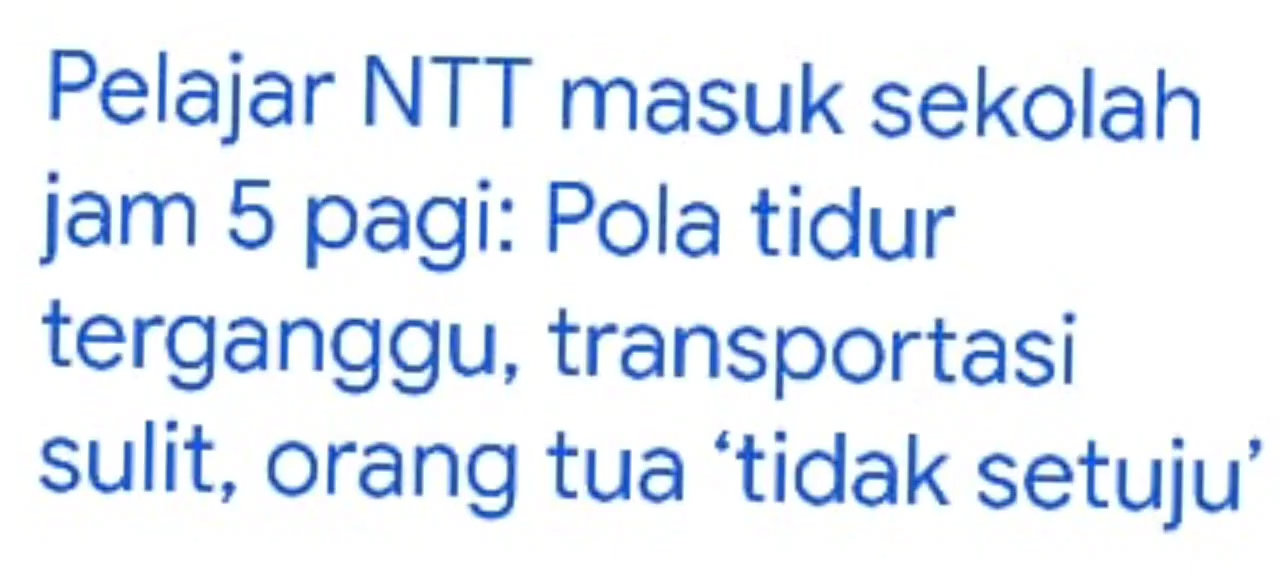 Pelajar NTT masuk sekolah
jam 5 pagi: Pola tidur
terganggu, transportasi
sulit, orang tua ‘tidak setuju’